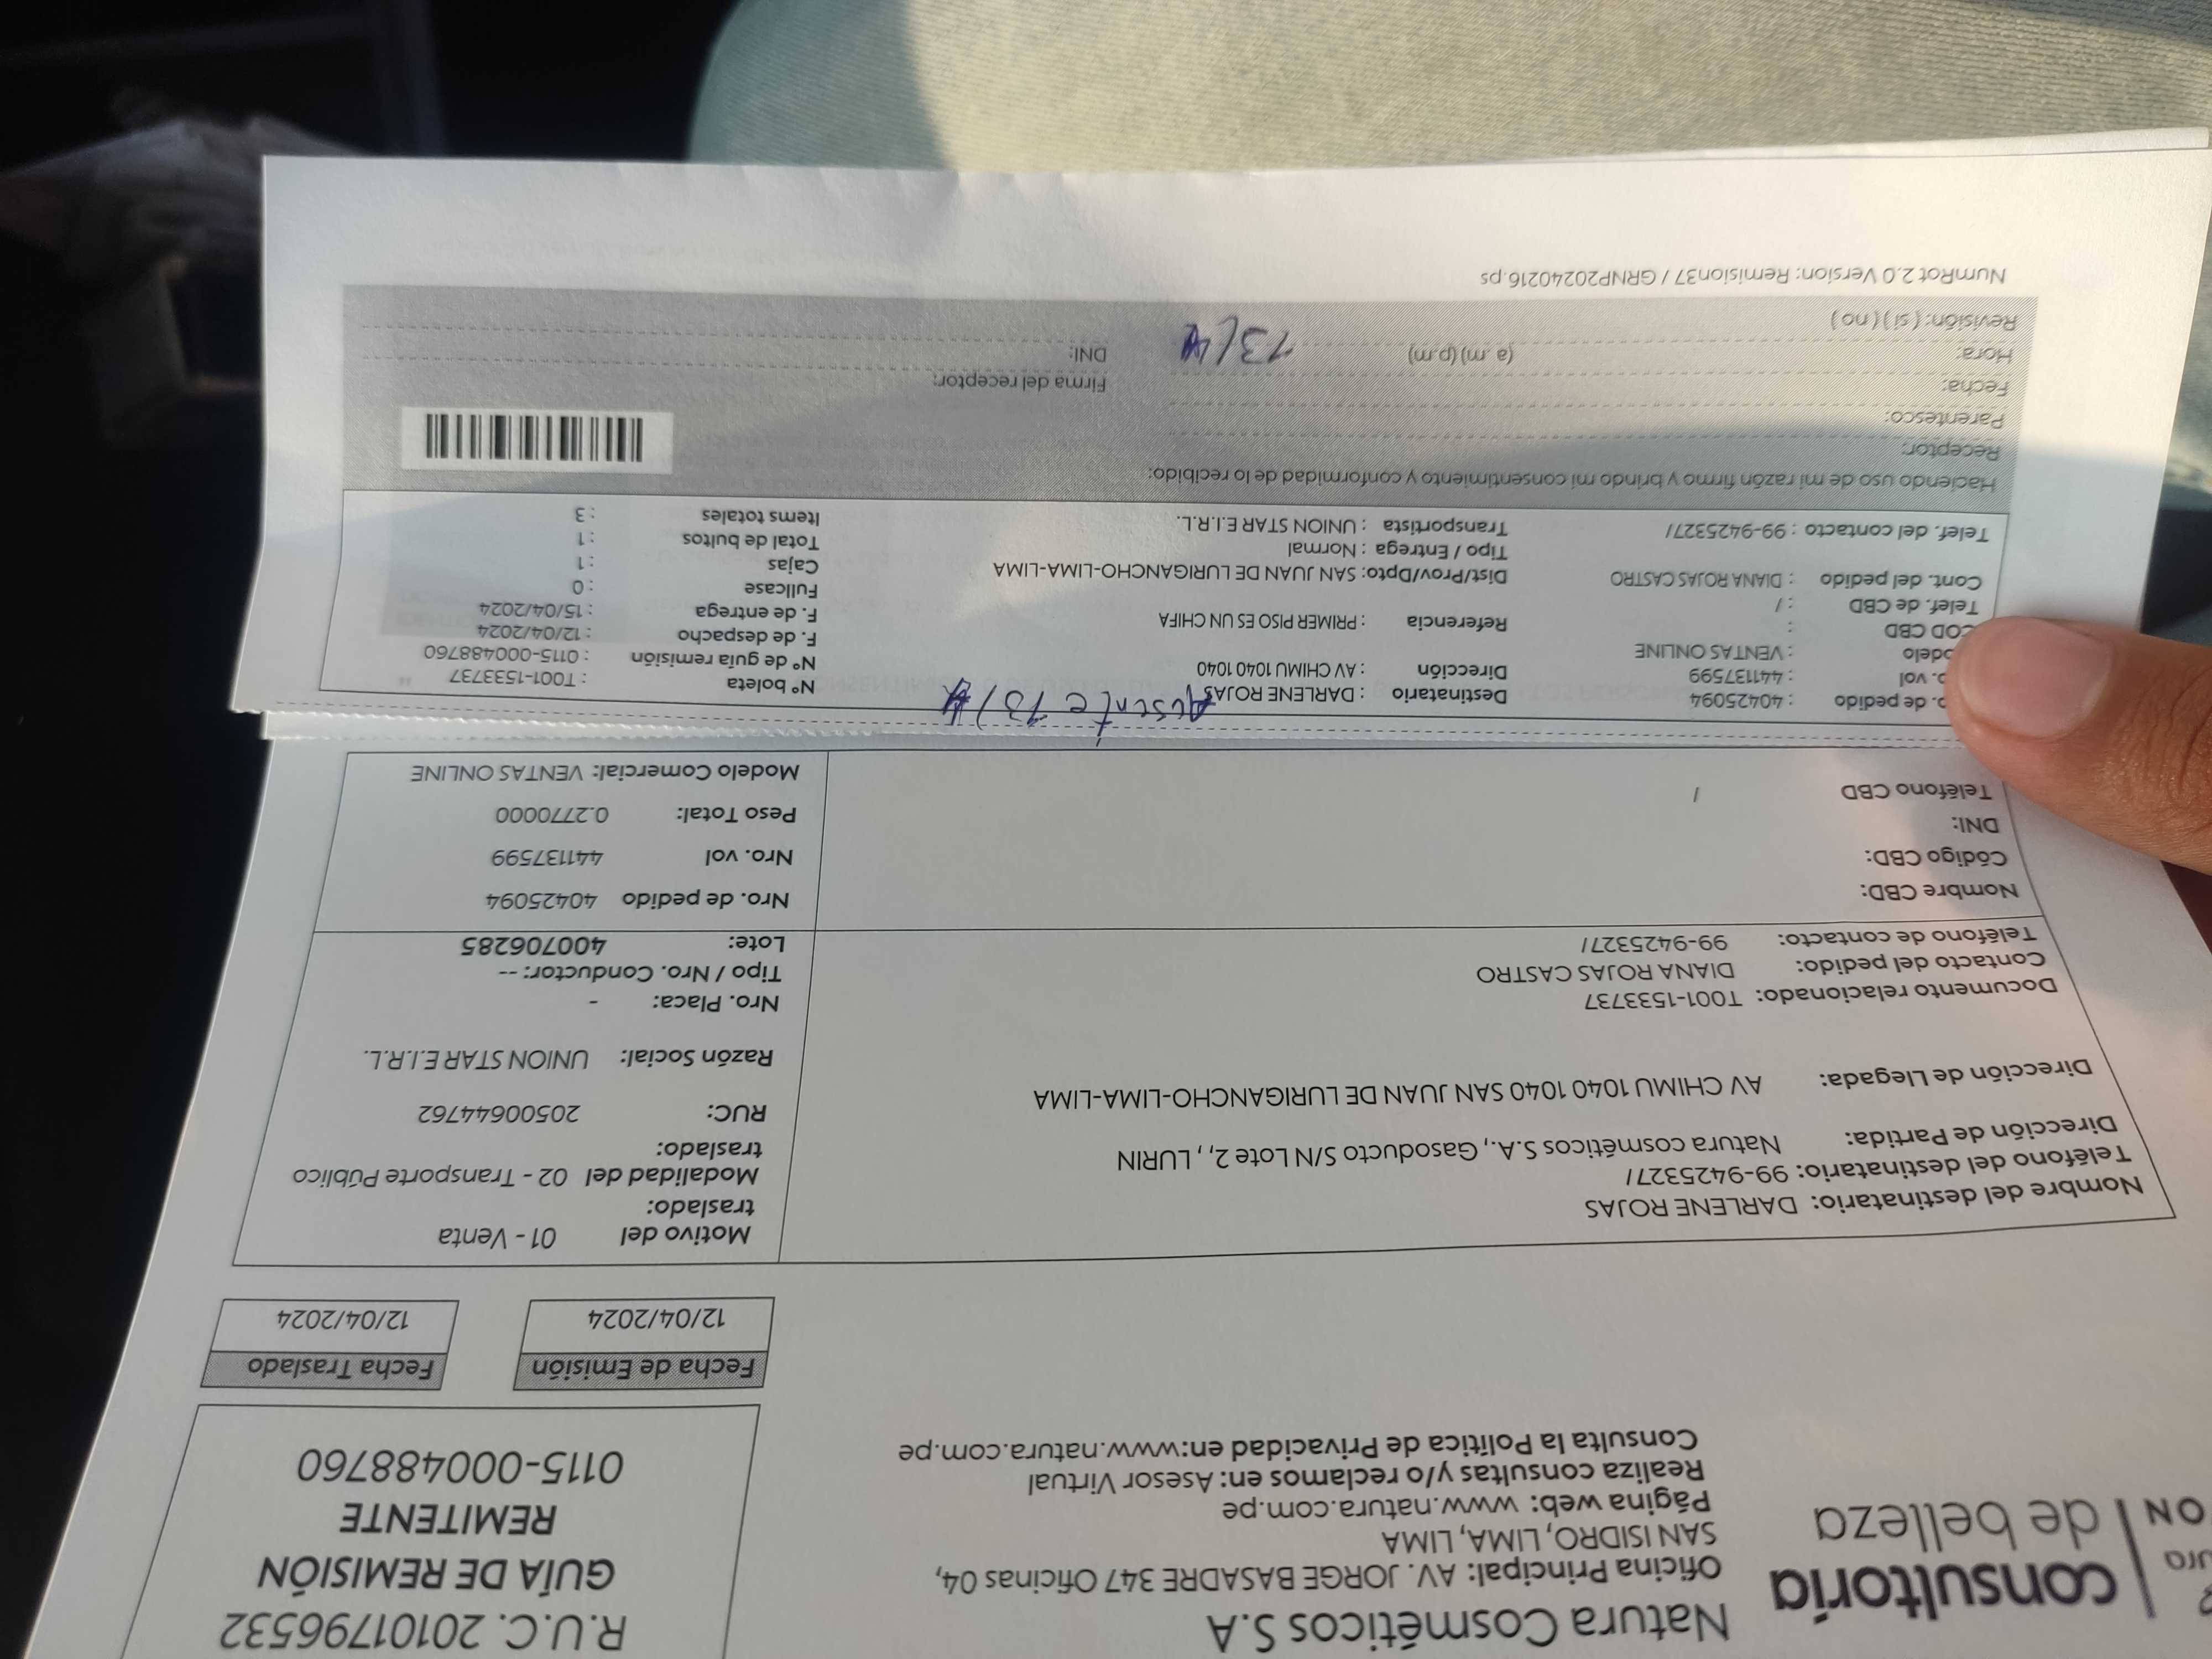 consultoría
ON de belleza
Natura Cosméticos S.A
Oficina Principal: AV. JORGE BASADRE 347 Oficinas 04,
SAN ISIDRO, LIMA, LIMA
Página web: www.natura.com.pe
Realiza consultas y/o reclamos en: Asesor Virtual
Consulta la Política de Privacidad en:www.natura.com.pe
R.U.C. 20101796532
GUÍA DE REMISIÓN
REMITENTE
0115-000488760
Fecha de Emisión
12/04/2024
Fecha Traslado
12/04/2024
Nombre del destinatario: DARLENE ROJAS
Teléfono del destinatario: 99-9425327/
Dirección de Partida: Natura cosméticos S.A., Gasoducto S/N Lote 2, , LURIN
Dirección de Llegada: AV CHIMU 1040 1040 SAN JUAN DE LURIGANCHO-LIMA-LIMA
Documento relacionado: T001-1533737
Contacto del pedido: DIANA ROJAS CASTRO
Teléfono de contacto: 99-9425327/
Motivo del traslado: 01 - Venta
Modalidad del traslado: 02 - Transporte Público
RUC: 20500644762
Razón Social: UNION STAR E.I.R.L.
Nro. Placa: -
Tipo / Nro. Conductor: --
Lote: 400706285
Nombre CBD:
Código CBD:
DNI:
Teléfono CBD /
Nro. de pedido 40425094
Nro. vol 441137599
Peso Total: 0.2770000
Modelo Comercial: VENTAS ONLINE
Ausente 13/4
o. de pedido : 40425094
o. vol : 441137599
odelo : VENTAS ONLINE
COD CBD :
Telef. de CBD : /
Cont. del pedido : DIANA ROJAS CASTRO
Telef. del contacto : 99-9425327/
Destinatario : DARLENE ROJAS
Dirección : AV CHIMU 1040 1040
Referencia : PRIMER PISO ES UN CHIFA
Dist/Prov/Dpto: SAN JUAN DE LURIGANCHO-LIMA-LIMA
Tipo / Entrega : Normal
Transportista : UNION STAR E.I.R.L.
Nº boleta : T001-1533737
Nº de guía remisión : 0115-000488760
F. de despacho : 12/04/2024
F. de entrega : 15/04/2024
Fullcase : 0
Cajas : 1
Total de bultos : 1
Items totales : 3
Haciendo uso de mi razón firmo y brindo mi consentimiento y conformidad de lo recibido:
Receptor:
Parentesco:
Fecha:
Hora: (a. m) (p.m) 13/4
Revisión: ( si ) ( no )
Firma del receptor:
DNI:
NumRot 2.0 Version: Remision37 / GRNP20240216.ps